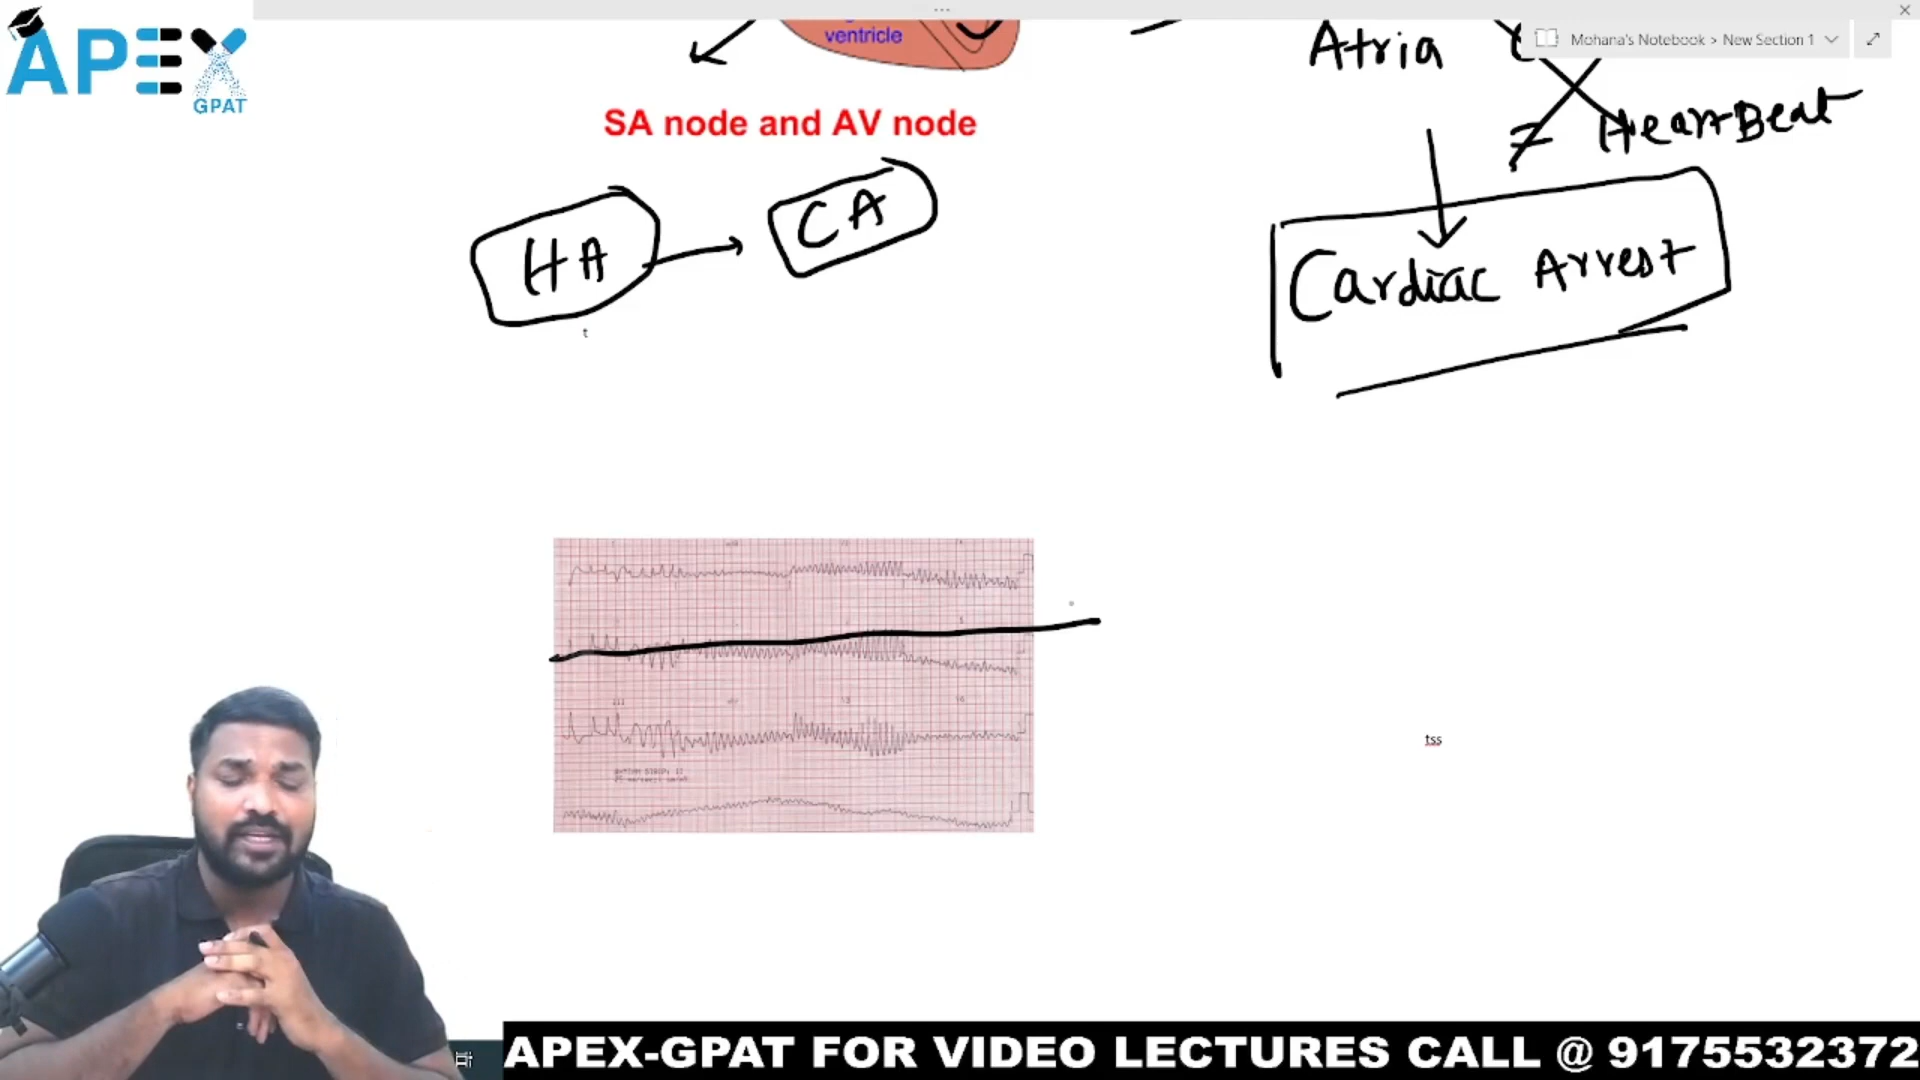 APEX
GPAT
ventricle
Atria
Mohana's Notebook > New Section 1
SA node and AV node
≠ HeartBeat
HA → CA
Cardiac Arrest
t
tss
APEX-GPAT FOR VIDEO LECTURES CALL @ 9175532372